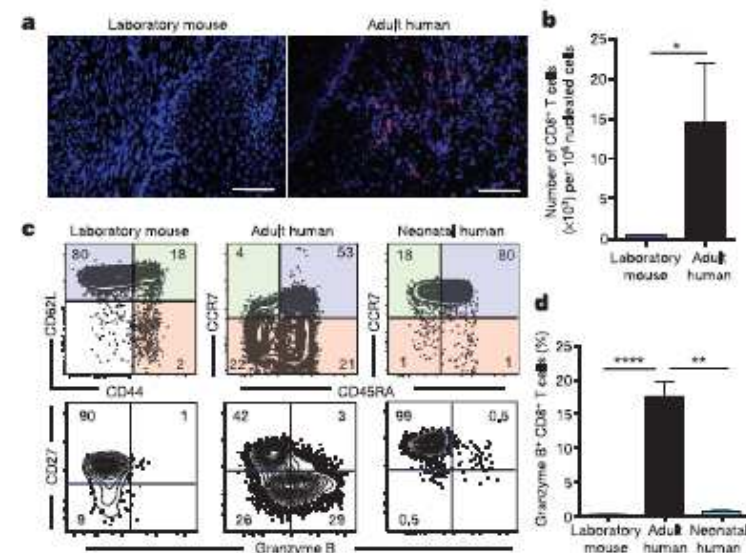 a
Laboratory mouse
Adult human
b
Number of CD8⁺ T cells
(×10³) per 10⁶ nucleated cells
25
20
15
10
5
0
*
Laboratory mouse
Adult human
c
Laboratory mouse
Adult human
Neonatal human
80 18
2
CD62L
CD44
4 53
22 21
CCR7
18 80
1 1
CCR7
CD45RA
90 1
9
CD27
42 3
26 29
99 0,5
0,5
Granzyme B
d
Granzyme B⁺ CD8⁺ T cells (%)
25
20
15
10
5
0
**** **
Laboratory mouse
Adult human
Neonatal human